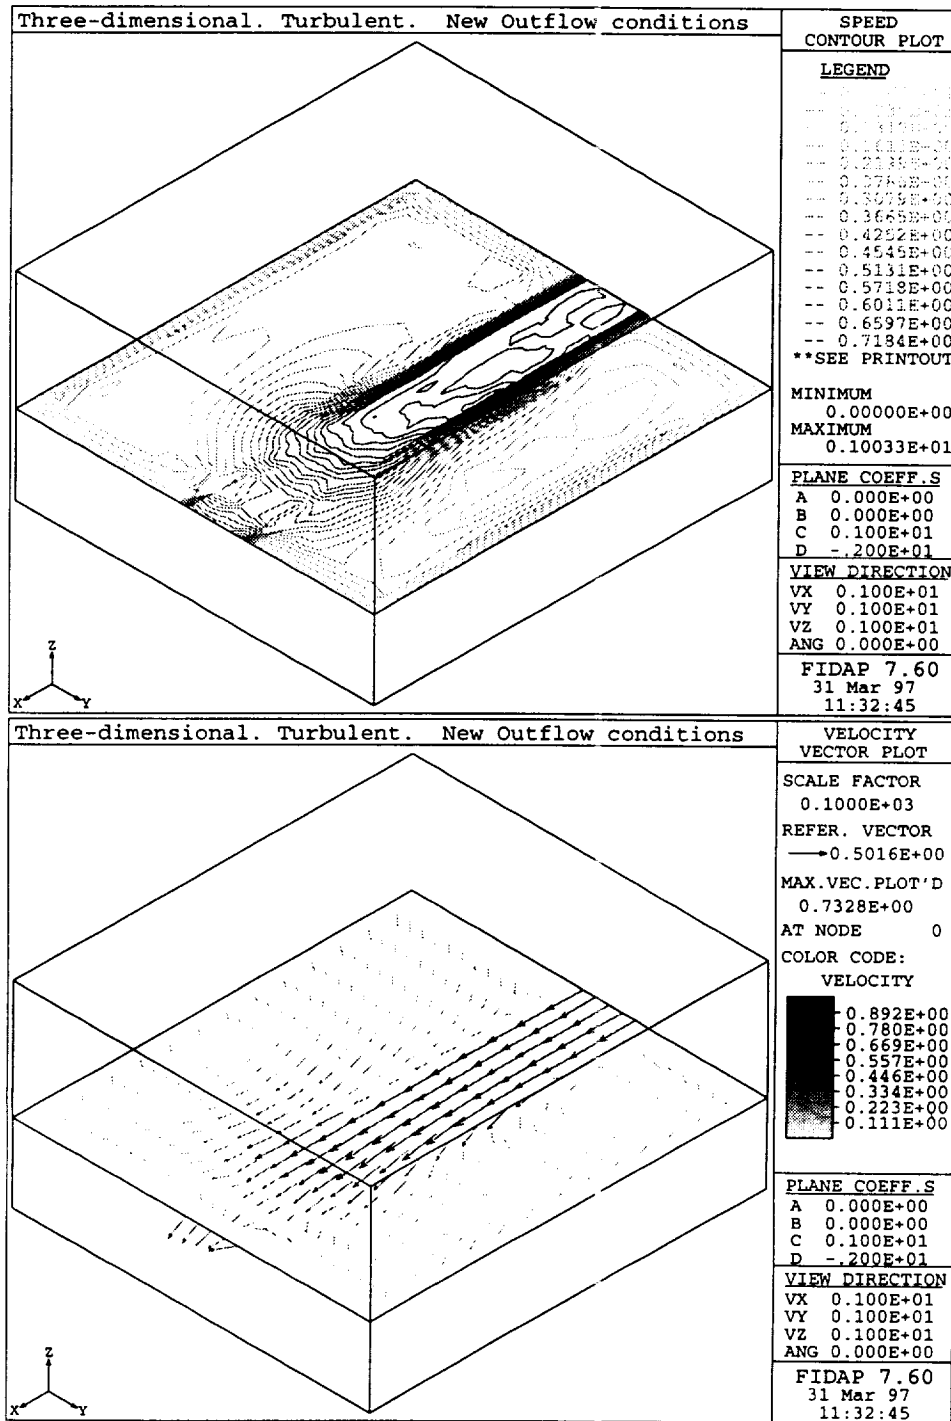 Three-dimensional. Turbulent. New Outflow conditions
SPEED
CONTOUR PLOT
LEGEND
-- 0.3079E+00
-- 0.3665E+00
-- 0.4252E+00
-- 0.4545E+00
-- 0.5131E+00
-- 0.5718E+00
-- 0.6011E+00
-- 0.6597E+00
-- 0.7184E+00
**SEE PRINTOUT
MINIMUM
0.00000E+00
MAXIMUM
0.10033E+01
PLANE COEFF.S
A 0.000E+00
B 0.000E+00
C 0.100E+01
D -.200E+01
VIEW DIRECTION
VX 0.100E+01
VY 0.100E+01
VZ 0.100E+01
ANG 0.000E+00
FIDAP 7.60
31 Mar 97
11:32:45
Z
X
Y
Three-dimensional. Turbulent. New Outflow conditions
VELOCITY
VECTOR PLOT
SCALE FACTOR
0.1000E+03
REFER. VECTOR
0.5016E+00
MAX.VEC.PLOT'D
0.7328E+00
AT NODE 0
COLOR CODE:
VELOCITY
0.892E+00
0.780E+00
0.669E+00
0.557E+00
0.446E+00
0.334E+00
0.223E+00
0.111E+00
PLANE COEFF.S
A 0.000E+00
B 0.000E+00
C 0.100E+01
D -.200E+01
VIEW DIRECTION
VX 0.100E+01
VY 0.100E+01
VZ 0.100E+01
ANG 0.000E+00
FIDAP 7.60
31 Mar 97
11:32:45
Z
X
Y